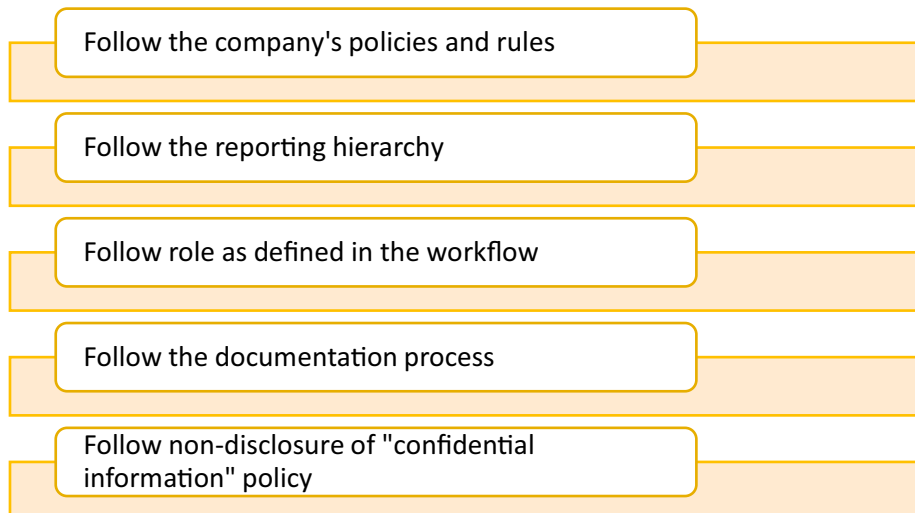 Follow the company's policies and rules
Follow the reporting hierarchy
Follow role as defined in the workflow
Follow the documentation process
Follow non-disclosure of "confidential
information" policy